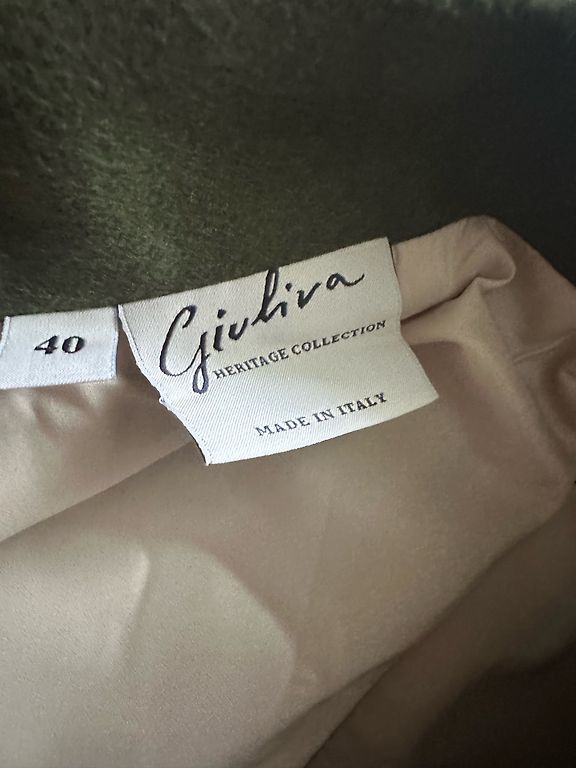 40
Giuliva
HERITAGE COLLECTION
MADE IN ITALY